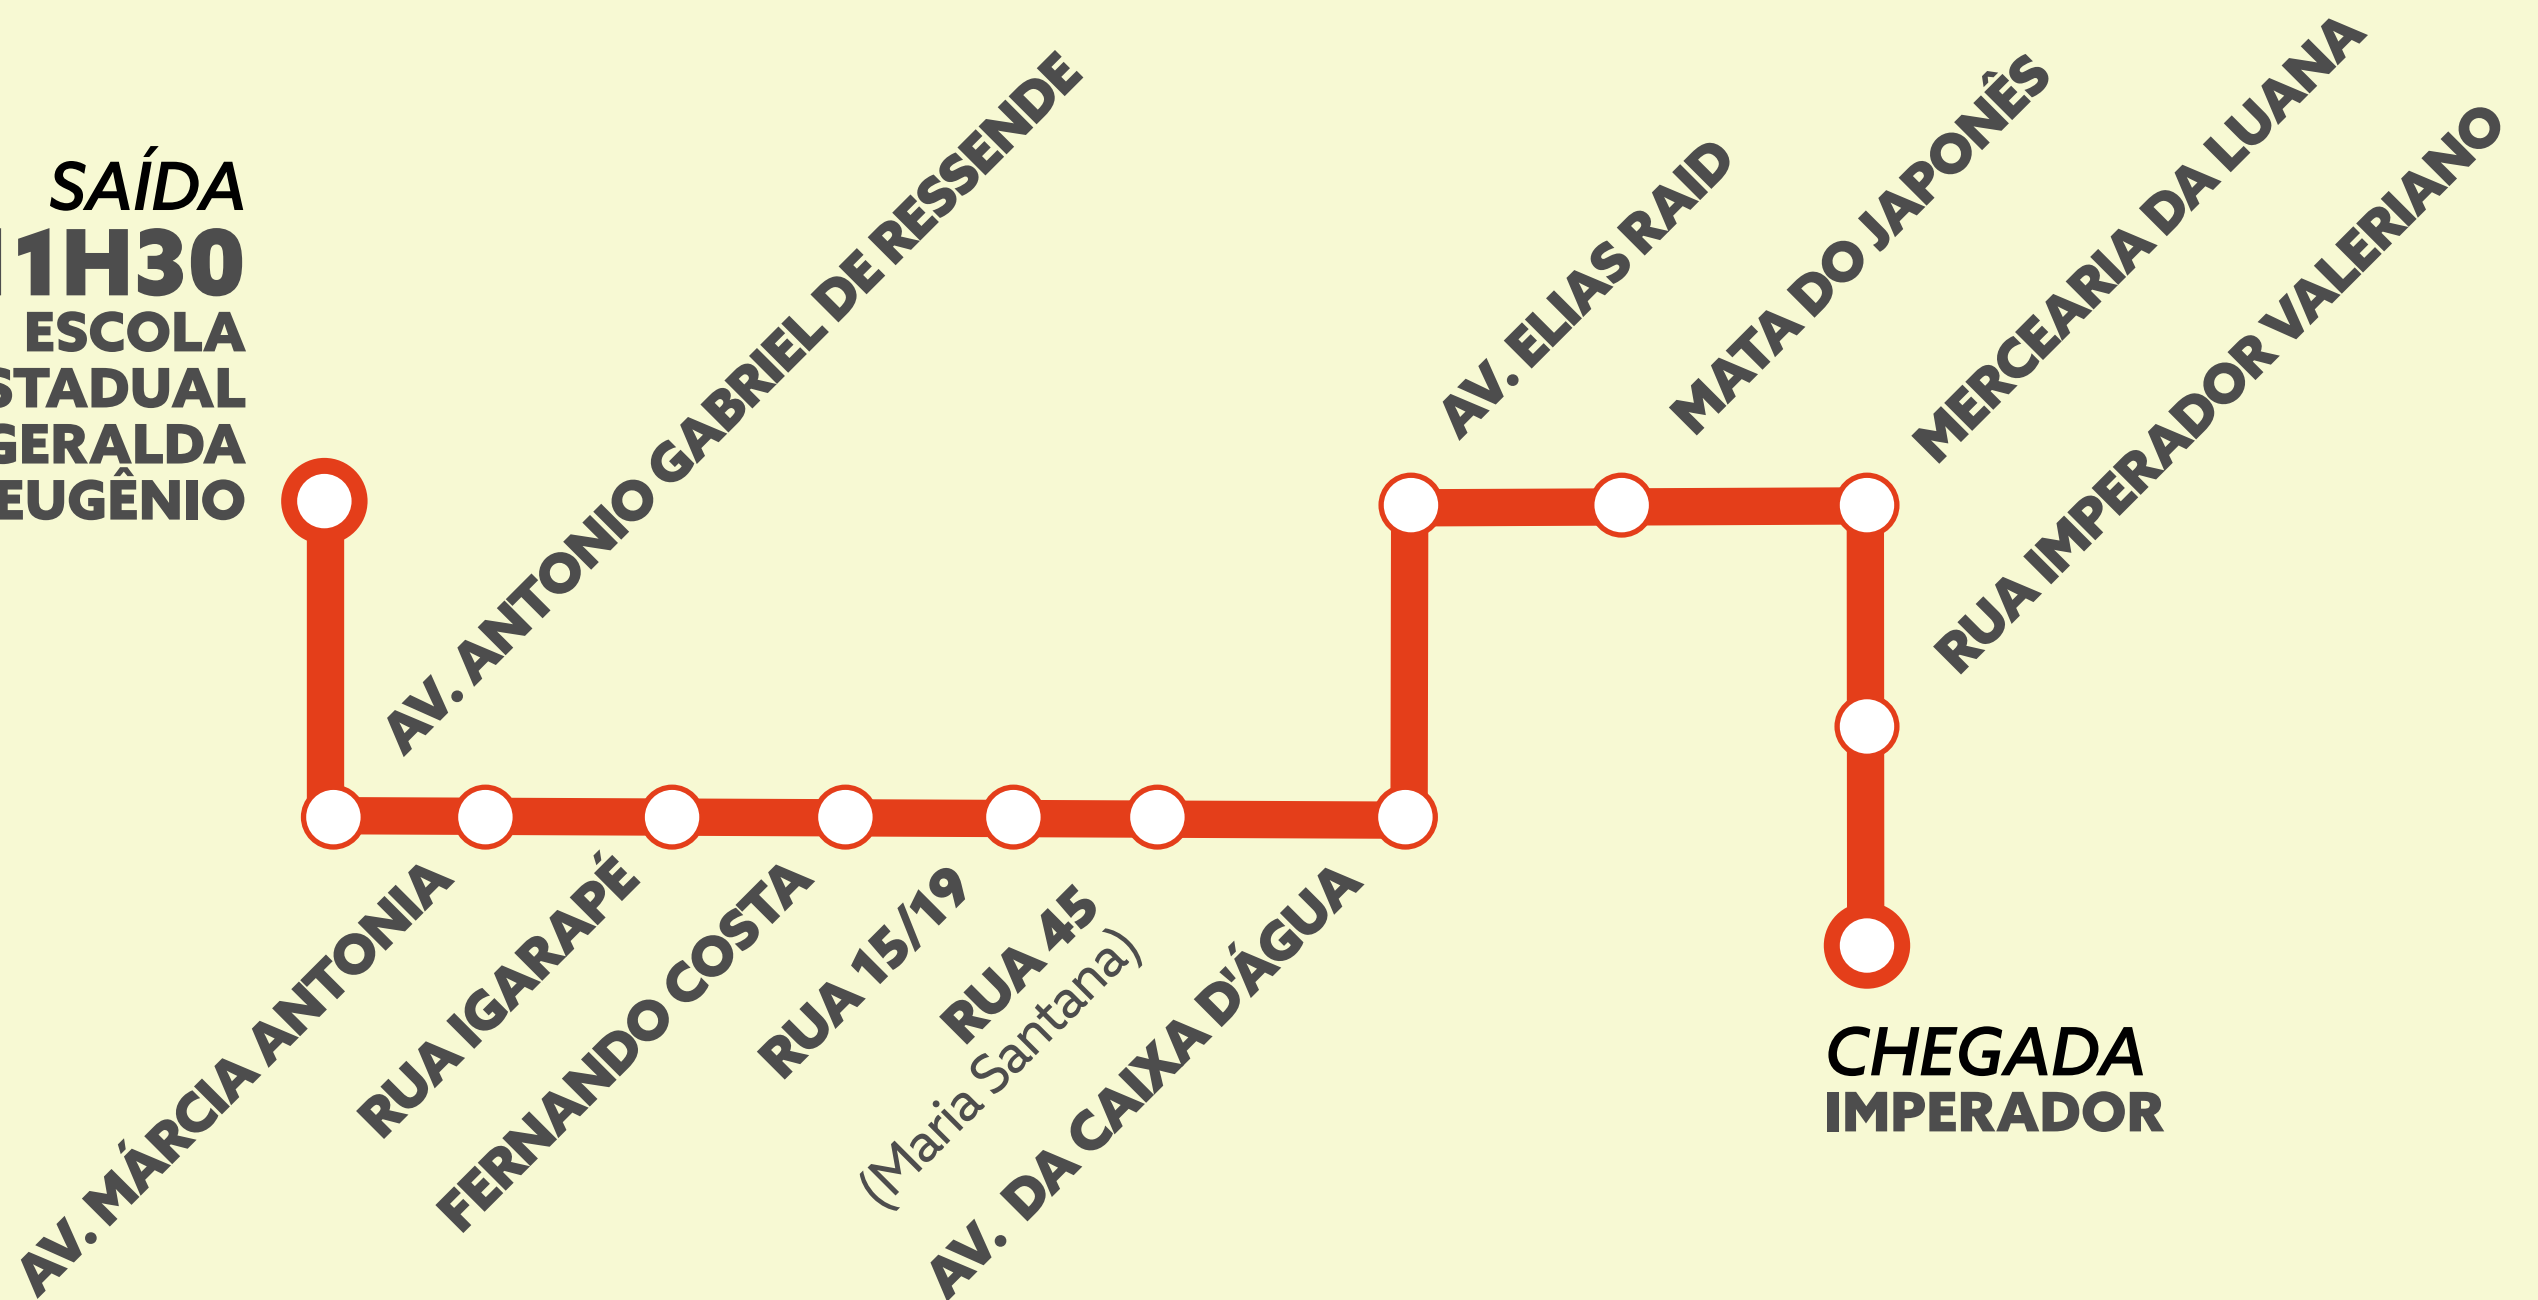 SAÍDA
11H30
ESCOLA
STADUAL
GERALDA
EUGÊNIO
AV. ANTONIO GABRIEL DE RESSENDE
AV. MÁRCIA ANTONIA
RUA IGARAPÉ
FERNANDO COSTA
RUA 15/19
RUA 45
(Maria Santana)
AV. DA CAIXA D'ÁGUA
AV. ELIAS RAID
MATA DO JAPONÊS
MERCEARIA DA LUANA
RUA IMPERADOR VALERIANO
CHEGADA
IMPERADOR